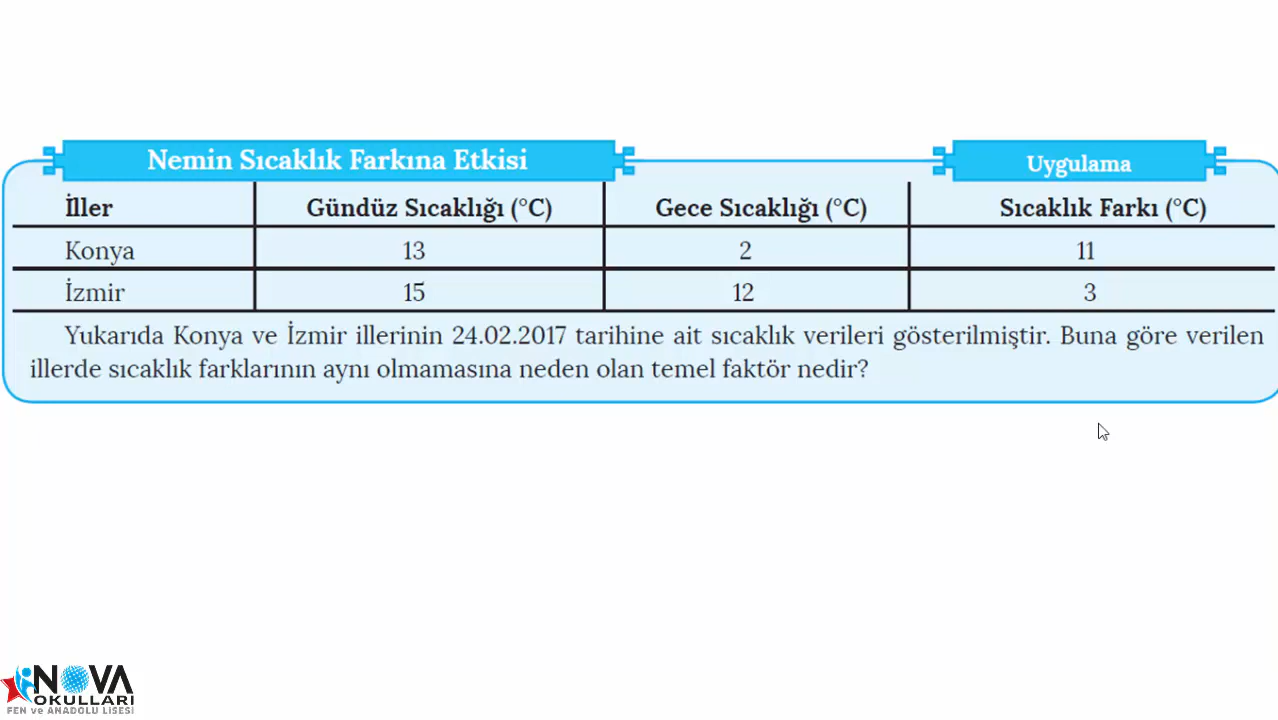 Nemin Sıcaklık Farkına Etkisi
Uygulama
İller Gündüz Sıcaklığı (°C) Gece Sıcaklığı (°C) Sıcaklık Farkı (°C)
Konya 13 2 11
İzmir 15 12 3
Yukarıda Konya ve İzmir illerinin 24.02.2017 tarihine ait sıcaklık verileri gösterilmiştir. Buna göre verilen
illerde sıcaklık farklarının aynı olmamasına neden olan temel faktör nedir?
NOVA
OKULLARI
FEN ve ANADOLU LİSESİ